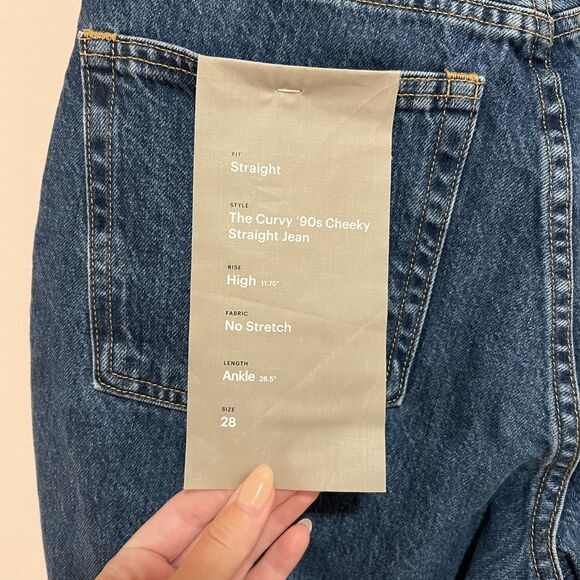 FIT
Straight
STYLE
The Curvy '90s Cheeky
Straight Jean
RISE
High 11.75"
FABRIC
No Stretch
LENGTH
Ankle 26.5"
SIZE
28